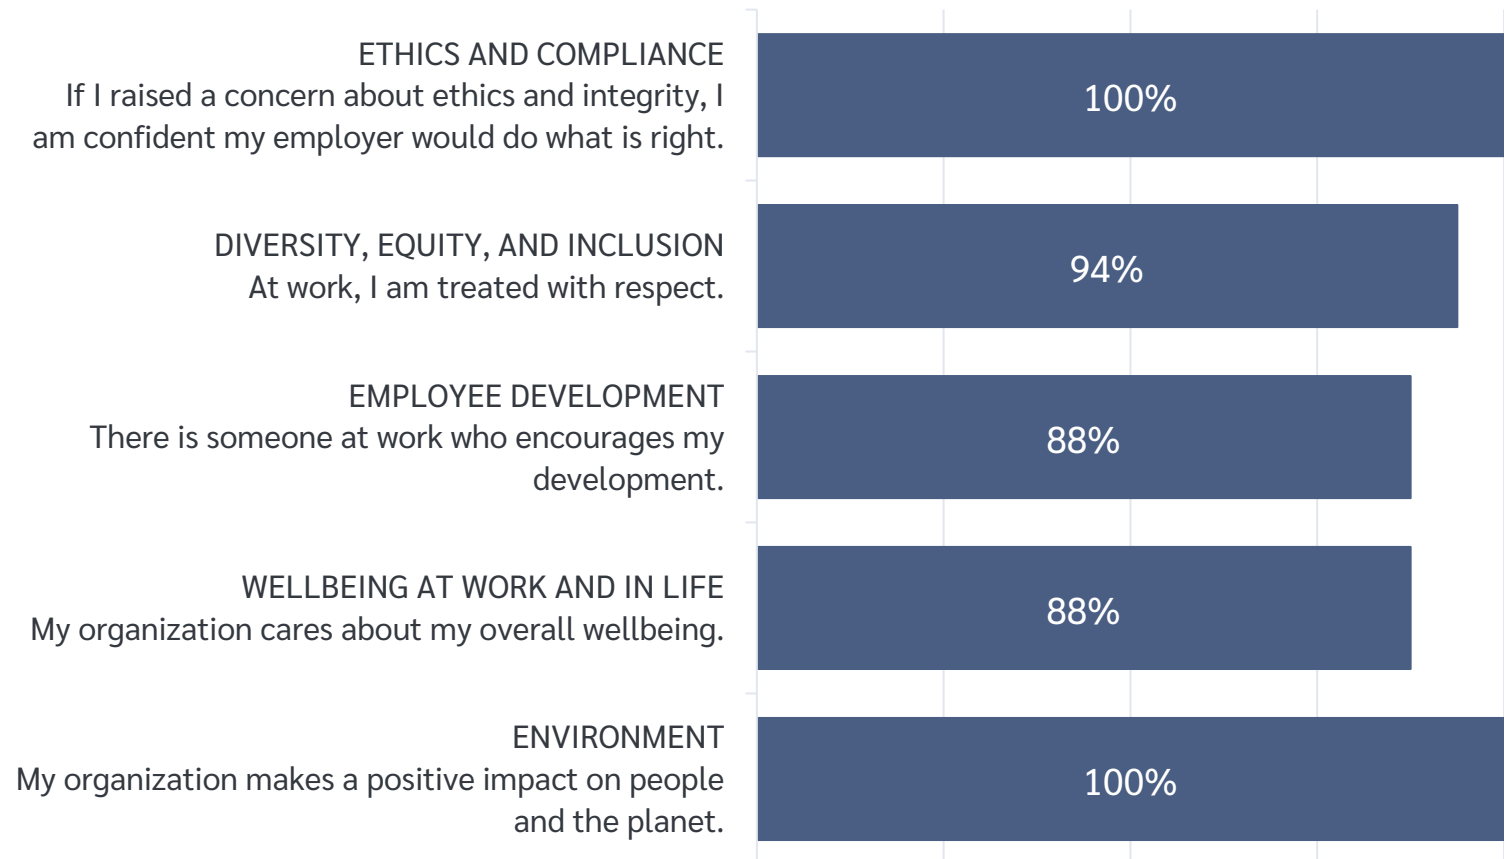 ETHICS AND COMPLIANCE
If I raised a concern about ethics and integrity, I
am confident my employer would do what is right.
100%
DIVERSITY, EQUITY, AND INCLUSION
At work, I am treated with respect.
94%
EMPLOYEE DEVELOPMENT
There is someone at work who encourages my
development.
88%
WELLBEING AT WORK AND IN LIFE
My organization cares about my overall wellbeing.
88%
ENVIRONMENT
My organization makes a positive impact on people
and the planet.
100%